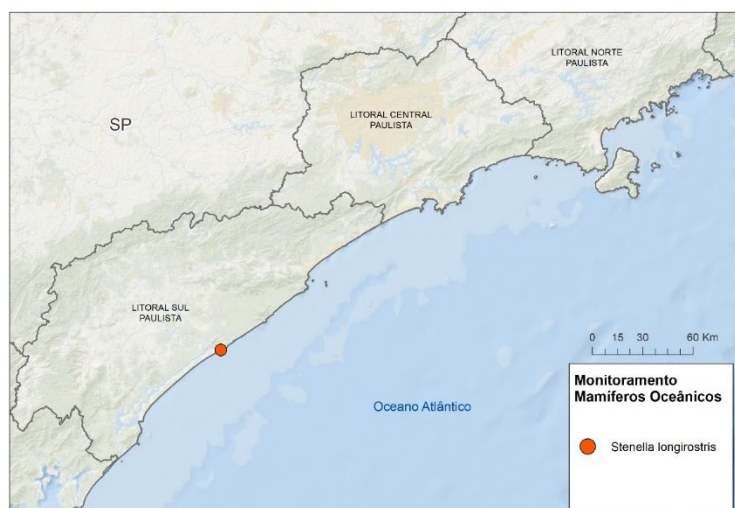 LITORAL NORTE
PAULISTA
LITORAL CENTRAL
PAULISTA
SP
LITORAL SUL
PAULISTA
0 15 30 60 Km
Oceano Atlântico
Monitoramento
Mamíferos Oceânicos
Stenella longirostris